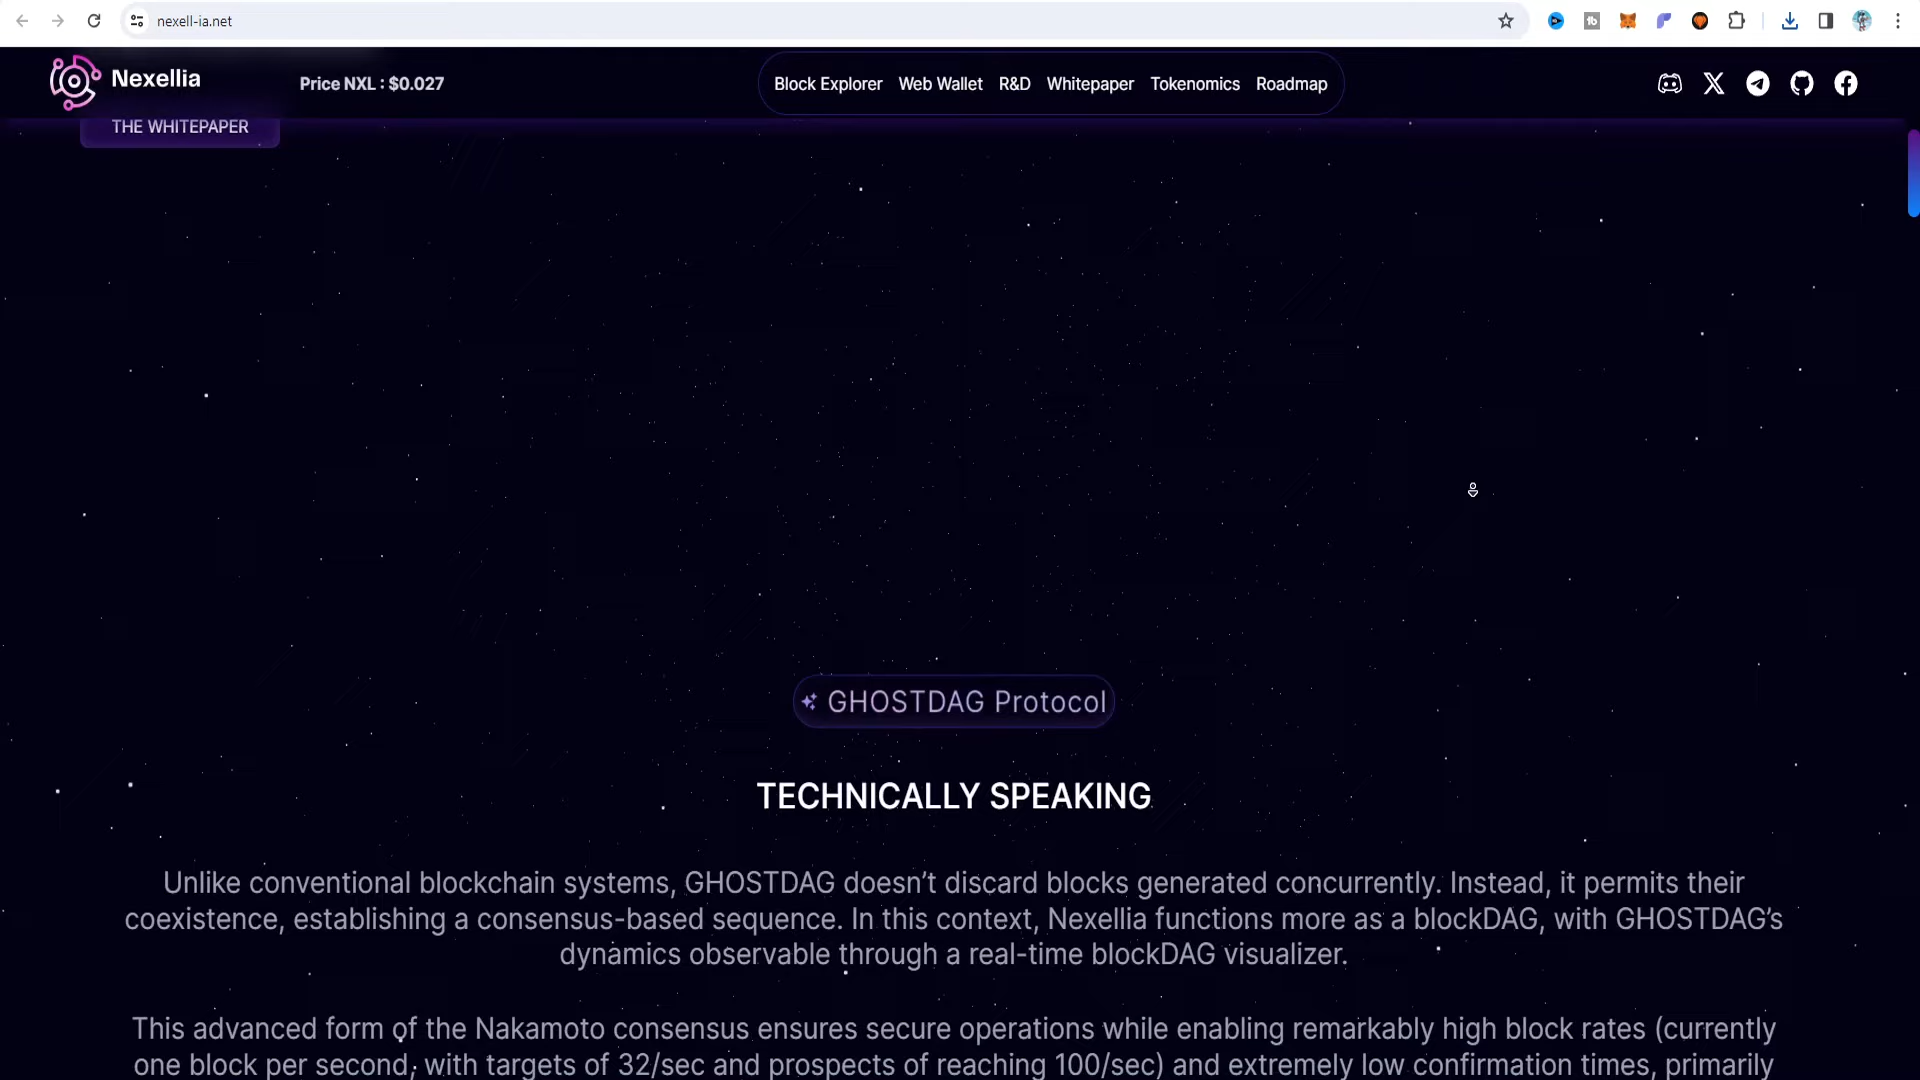 nexell-ia.net
Nexellia
Price NXL : $0.027
Block Explorer Web Wallet R&D Whitepaper Tokenomics Roadmap
THE WHITEPAPER
GHOSTDAG Protocol
TECHNICALLY SPEAKING
Unlike conventional blockchain systems, GHOSTDAG doesn’t discard blocks generated concurrently. Instead, it permits their
coexistence, establishing a consensus-based sequence. In this context, Nexellia functions more as a blockDAG, with GHOSTDAG’s
dynamics observable through a real-time blockDAG visualizer.
This advanced form of the Nakamoto consensus ensures secure operations while enabling remarkably high block rates (currently
one block per second, with targets of 32/sec and prospects of reaching 100/sec) and extremely low confirmation times, primarily